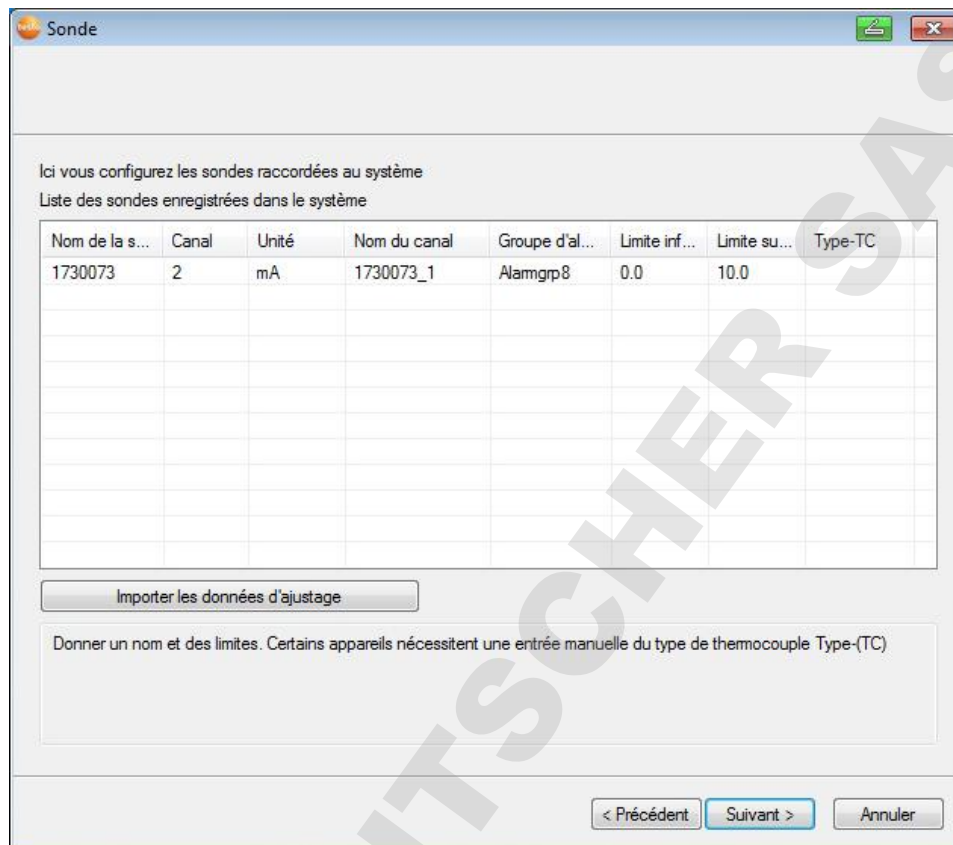 Sonde
Ici vous configurez les sondes raccordées au système
Liste des sondes enregistrées dans le système
Nom de la s... Canal Unité Nom du canal Groupe d'al... Limite inf... Limite su... Type-TC
1730073 2 mA 1730073_1 Alarmgrp8 0.0 10.0
Importer les données d'ajustage
Donner un nom et des limites. Certains appareils nécessitent une entrée manuelle du type de thermocouple Type-(TC)
< Précédent Suivant > Annuler
TSCHER SAS